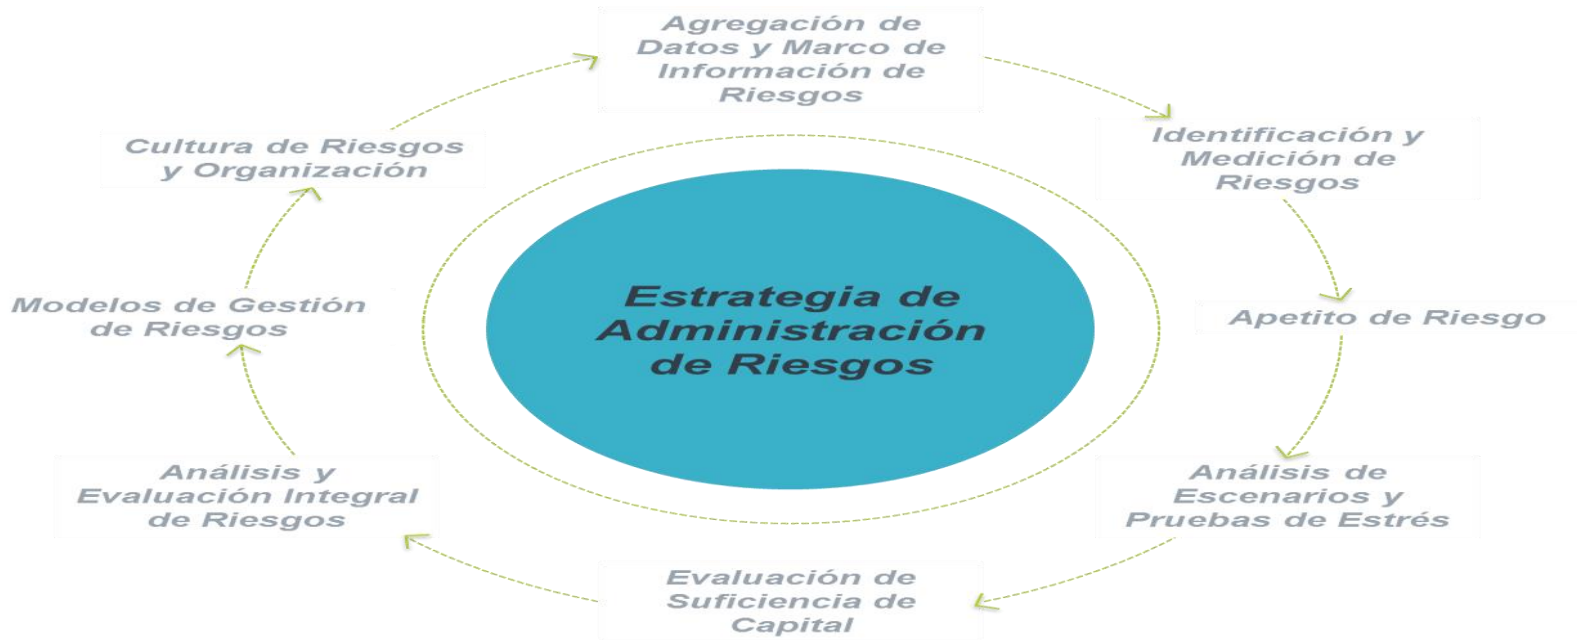 Agregación de
Datos y Marco de
Información de
Riesgos
Identificación y
Medición de
Riesgos
Apetito de Riesgo
Análisis de
Escenarios y
Pruebas de Estrés
Evaluación de
Suficiencia de
Capital
Análisis y
Evaluación Integral
de Riesgos
Modelos de Gestión
de Riesgos
Cultura de Riesgos
y Organización
Estrategia de
Administración
de Riesgos